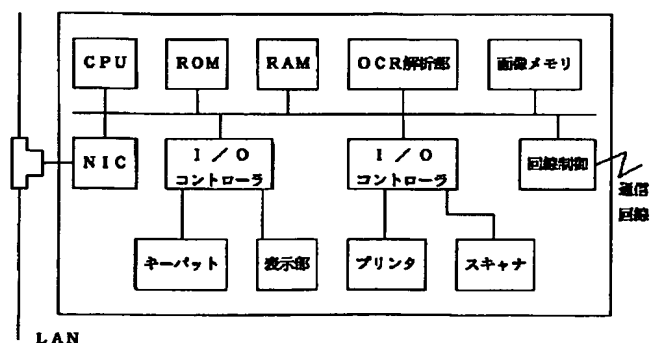 CPU
ROM
RAM
OCR解析部
画像メモリ
NIC
I/O
コントローラ
I/O
コントローラ
回線制御
通信
回線
キーパット
表示部
プリンタ
スキャナ
LAN